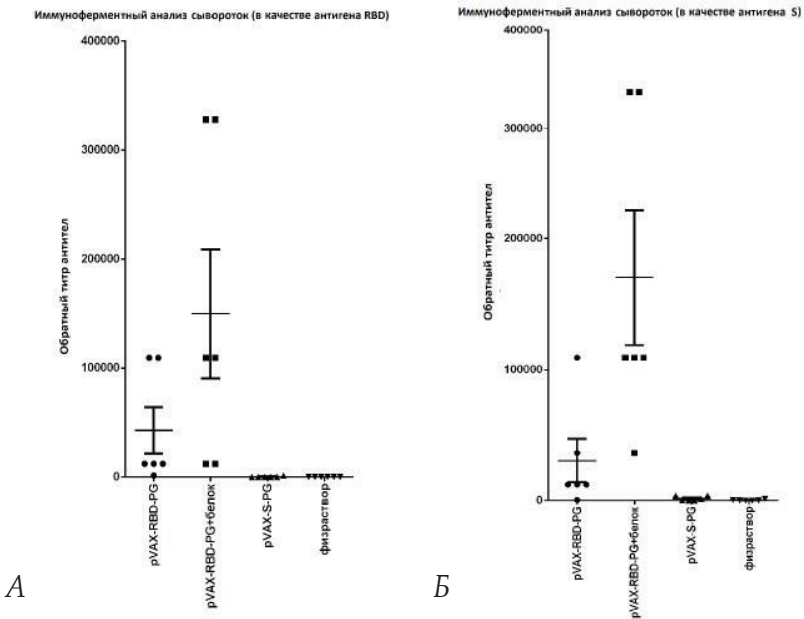 Иммуноферментный анализ сывороток (в качестве антигена RBD)
400000
300000
200000
100000
0
Обратный титр антител
pVAX-RBD-PG
pVAX-RBD-PG+белок
pVAX-S-PG
физраствор
А
Иммуноферментный анализ сывороток (в качестве антигена S)
400000
300000
200000
100000
0
Обратный титр антител
pVAX-RBD-PG
pVAX-RBD-PG+белок
pVAX-S-PG
физраствор
Б